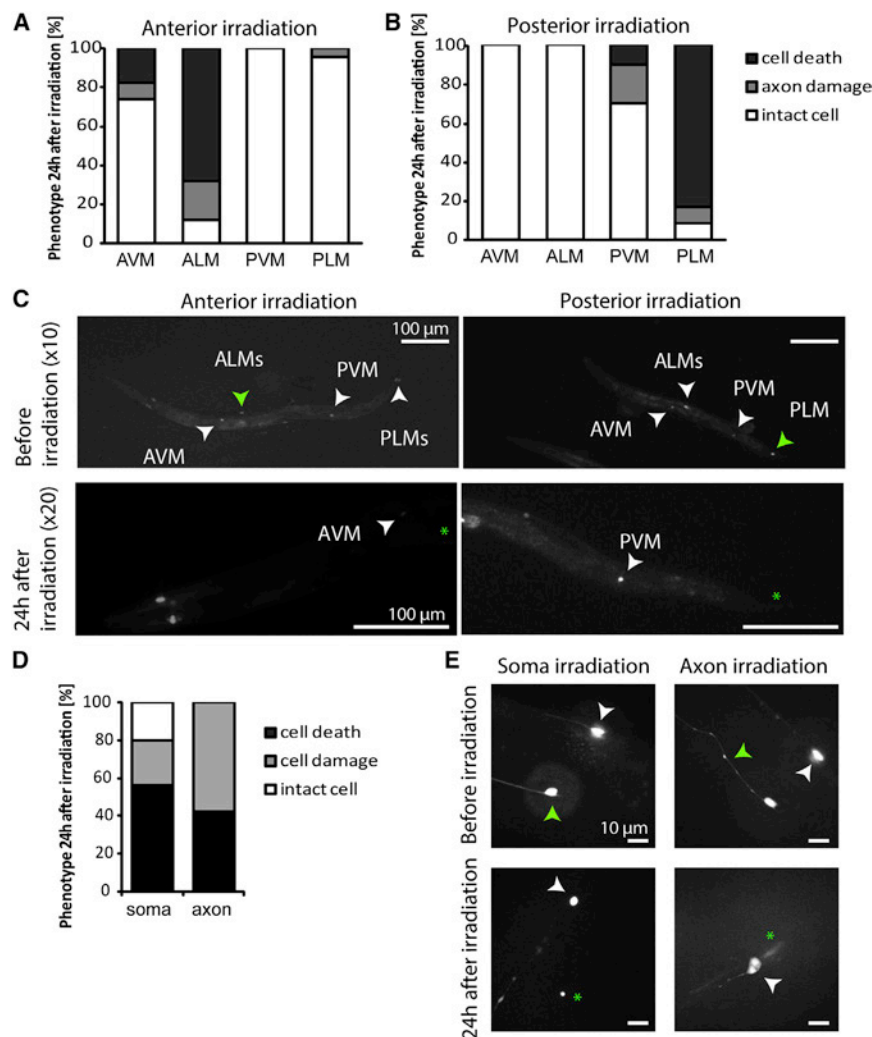 A
Anterior irradiation
Phenotype 24h after irradiation [%]
100
80
60
40
20
0
AVM ALM PVM PLM
B
Posterior irradiation
Phenotype 24h after irradiation [%]
100
80
60
40
20
0
AVM ALM PVM PLM
cell death
axon damage
intact cell
C
Anterior irradiation
Posterior irradiation
Before
irradiation (x10)
100 µm
ALMs
PVM
AVM
PLMs
ALMs
PVM
PLM
AVM
24h after
irradiation (x20)
AVM
*
100 µm
PVM
*
D
Phenotype 24h after irradiation [%]
100
80
60
40
20
0
soma axon
cell death
cell damage
intact cell
E
Soma irradiation
Axon irradiation
Before irradiation
10 µm
24h after irradiation
*
*